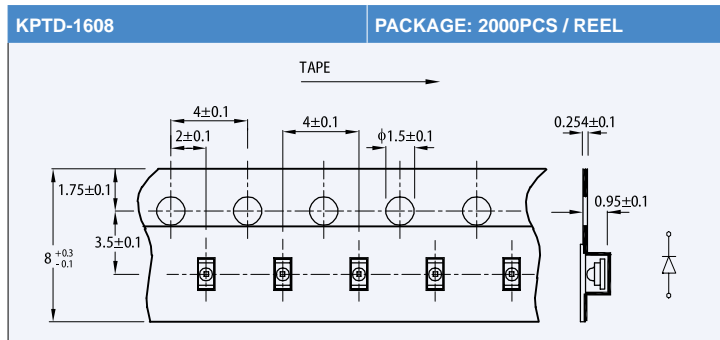 KPTD-1608
PACKAGE: 2000PCS / REEL
TAPE
4±0.1
2±0.1
4±0.1
ϕ1.5±0.1
0.254±0.1
1.75±0.1
0.95±0.1
3.5±0.1
8 +0.3
-0.1